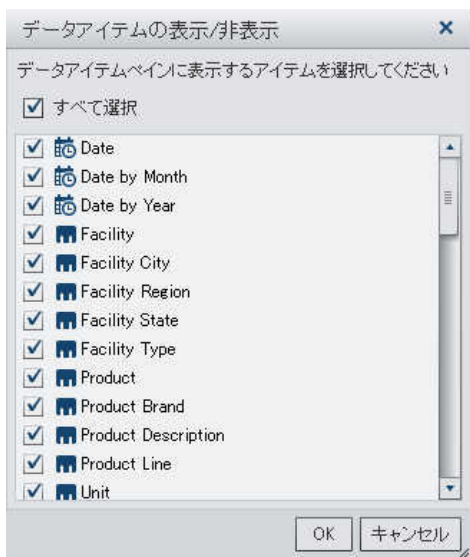 データアイテムの表示/非表示
データアイテムペインに表示するアイテムを選択してください
すべて選択
Date
Date by Month
Date by Year
Facility
Facility City
Facility Region
Facility State
Facility Type
Product
Product Brand
Product Description
Product Line
Unit
OK キャンセル